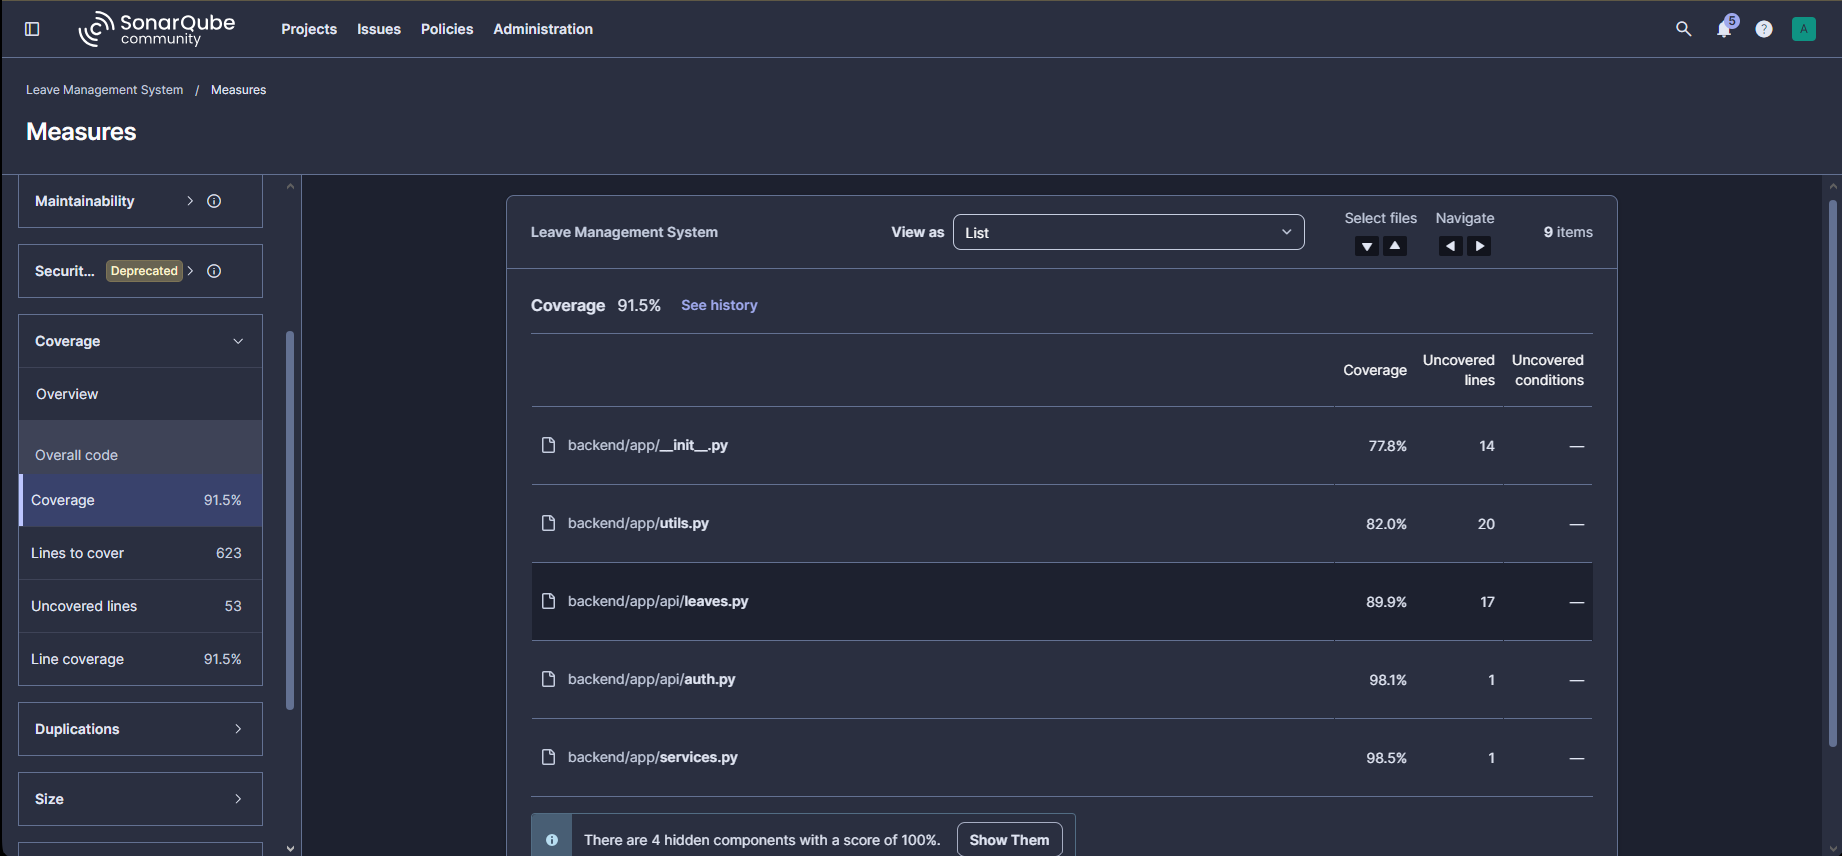 SonarQube
community
Projects
Issues
Policies
Administration
5
?
A
Leave Management System / Measures
Measures
Maintainability
Securit... Deprecated
Coverage
Overview
Overall code
Coverage 91.5%
Lines to cover 623
Uncovered lines 53
Line coverage 91.5%
Duplications
Size
Leave Management System
View as List
Select files
Navigate
9 items
Coverage 91.5% See history
Coverage
Uncovered lines
Uncovered conditions
backend/app/__init__.py 77.8% 14 —
backend/app/utils.py 82.0% 20 —
backend/app/api/leaves.py 89.9% 17 —
backend/app/api/auth.py 98.1% 1 —
backend/app/services.py 98.5% 1 —
There are 4 hidden components with a score of 100%. Show Them